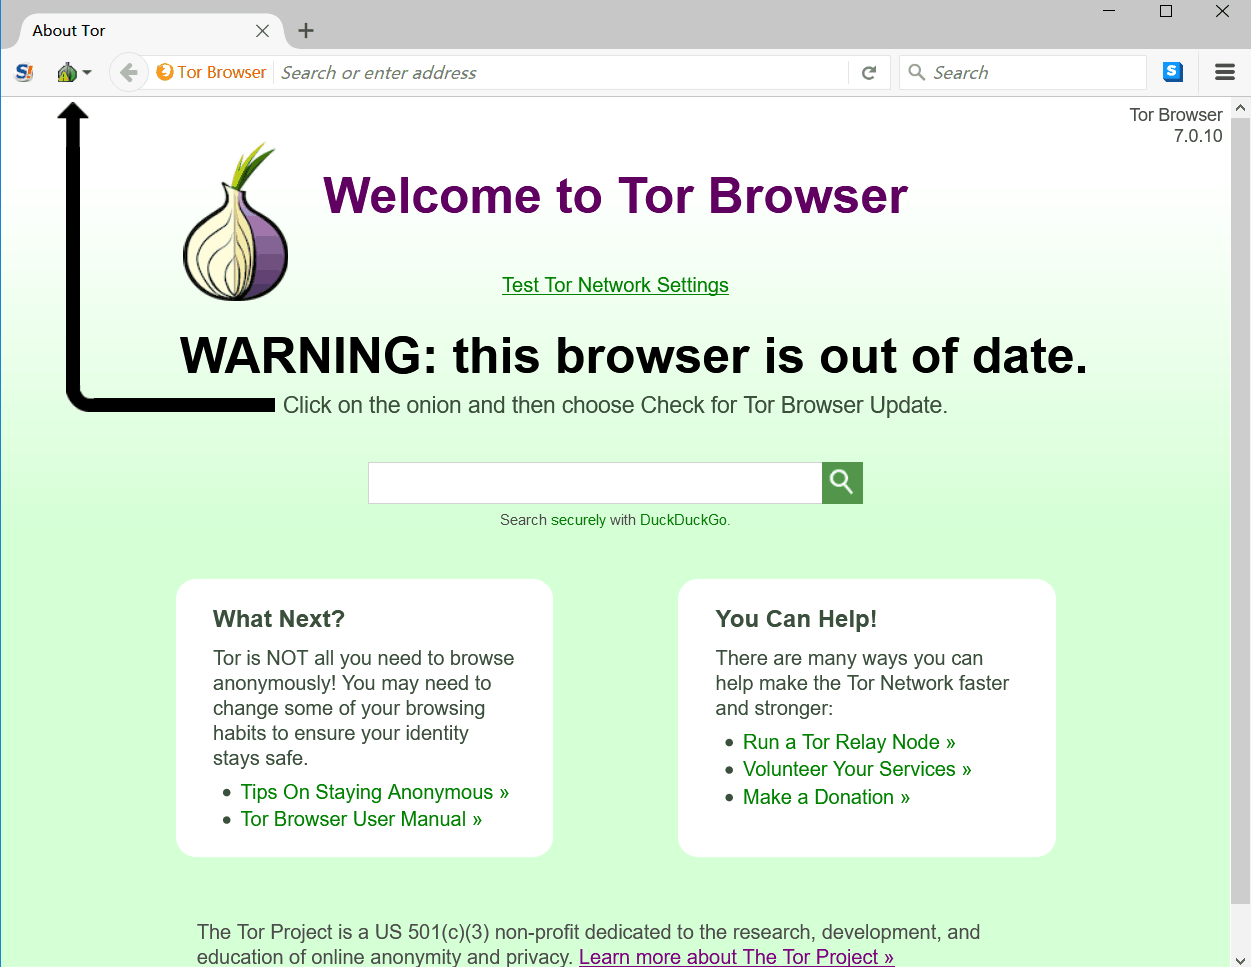 About Tor
S!
Tor Browser
Search or enter address
Search
S
Tor Browser
7.0.10
Welcome to Tor Browser
Test Tor Network Settings
WARNING: this browser is out of date.
Click on the onion and then choose Check for Tor Browser Update.
Search securely with DuckDuckGo.
What Next?
Tor is NOT all you need to browse
anonymously! You may need to
change some of your browsing
habits to ensure your identity
stays safe.
• Tips On Staying Anonymous »
• Tor Browser User Manual »
You Can Help!
There are many ways you can
help make the Tor Network faster
and stronger:
• Run a Tor Relay Node »
• Volunteer Your Services »
• Make a Donation »
The Tor Project is a US 501(c)(3) non-profit dedicated to the research, development, and
education of online anonymity and privacy. Learn more about The Tor Project »